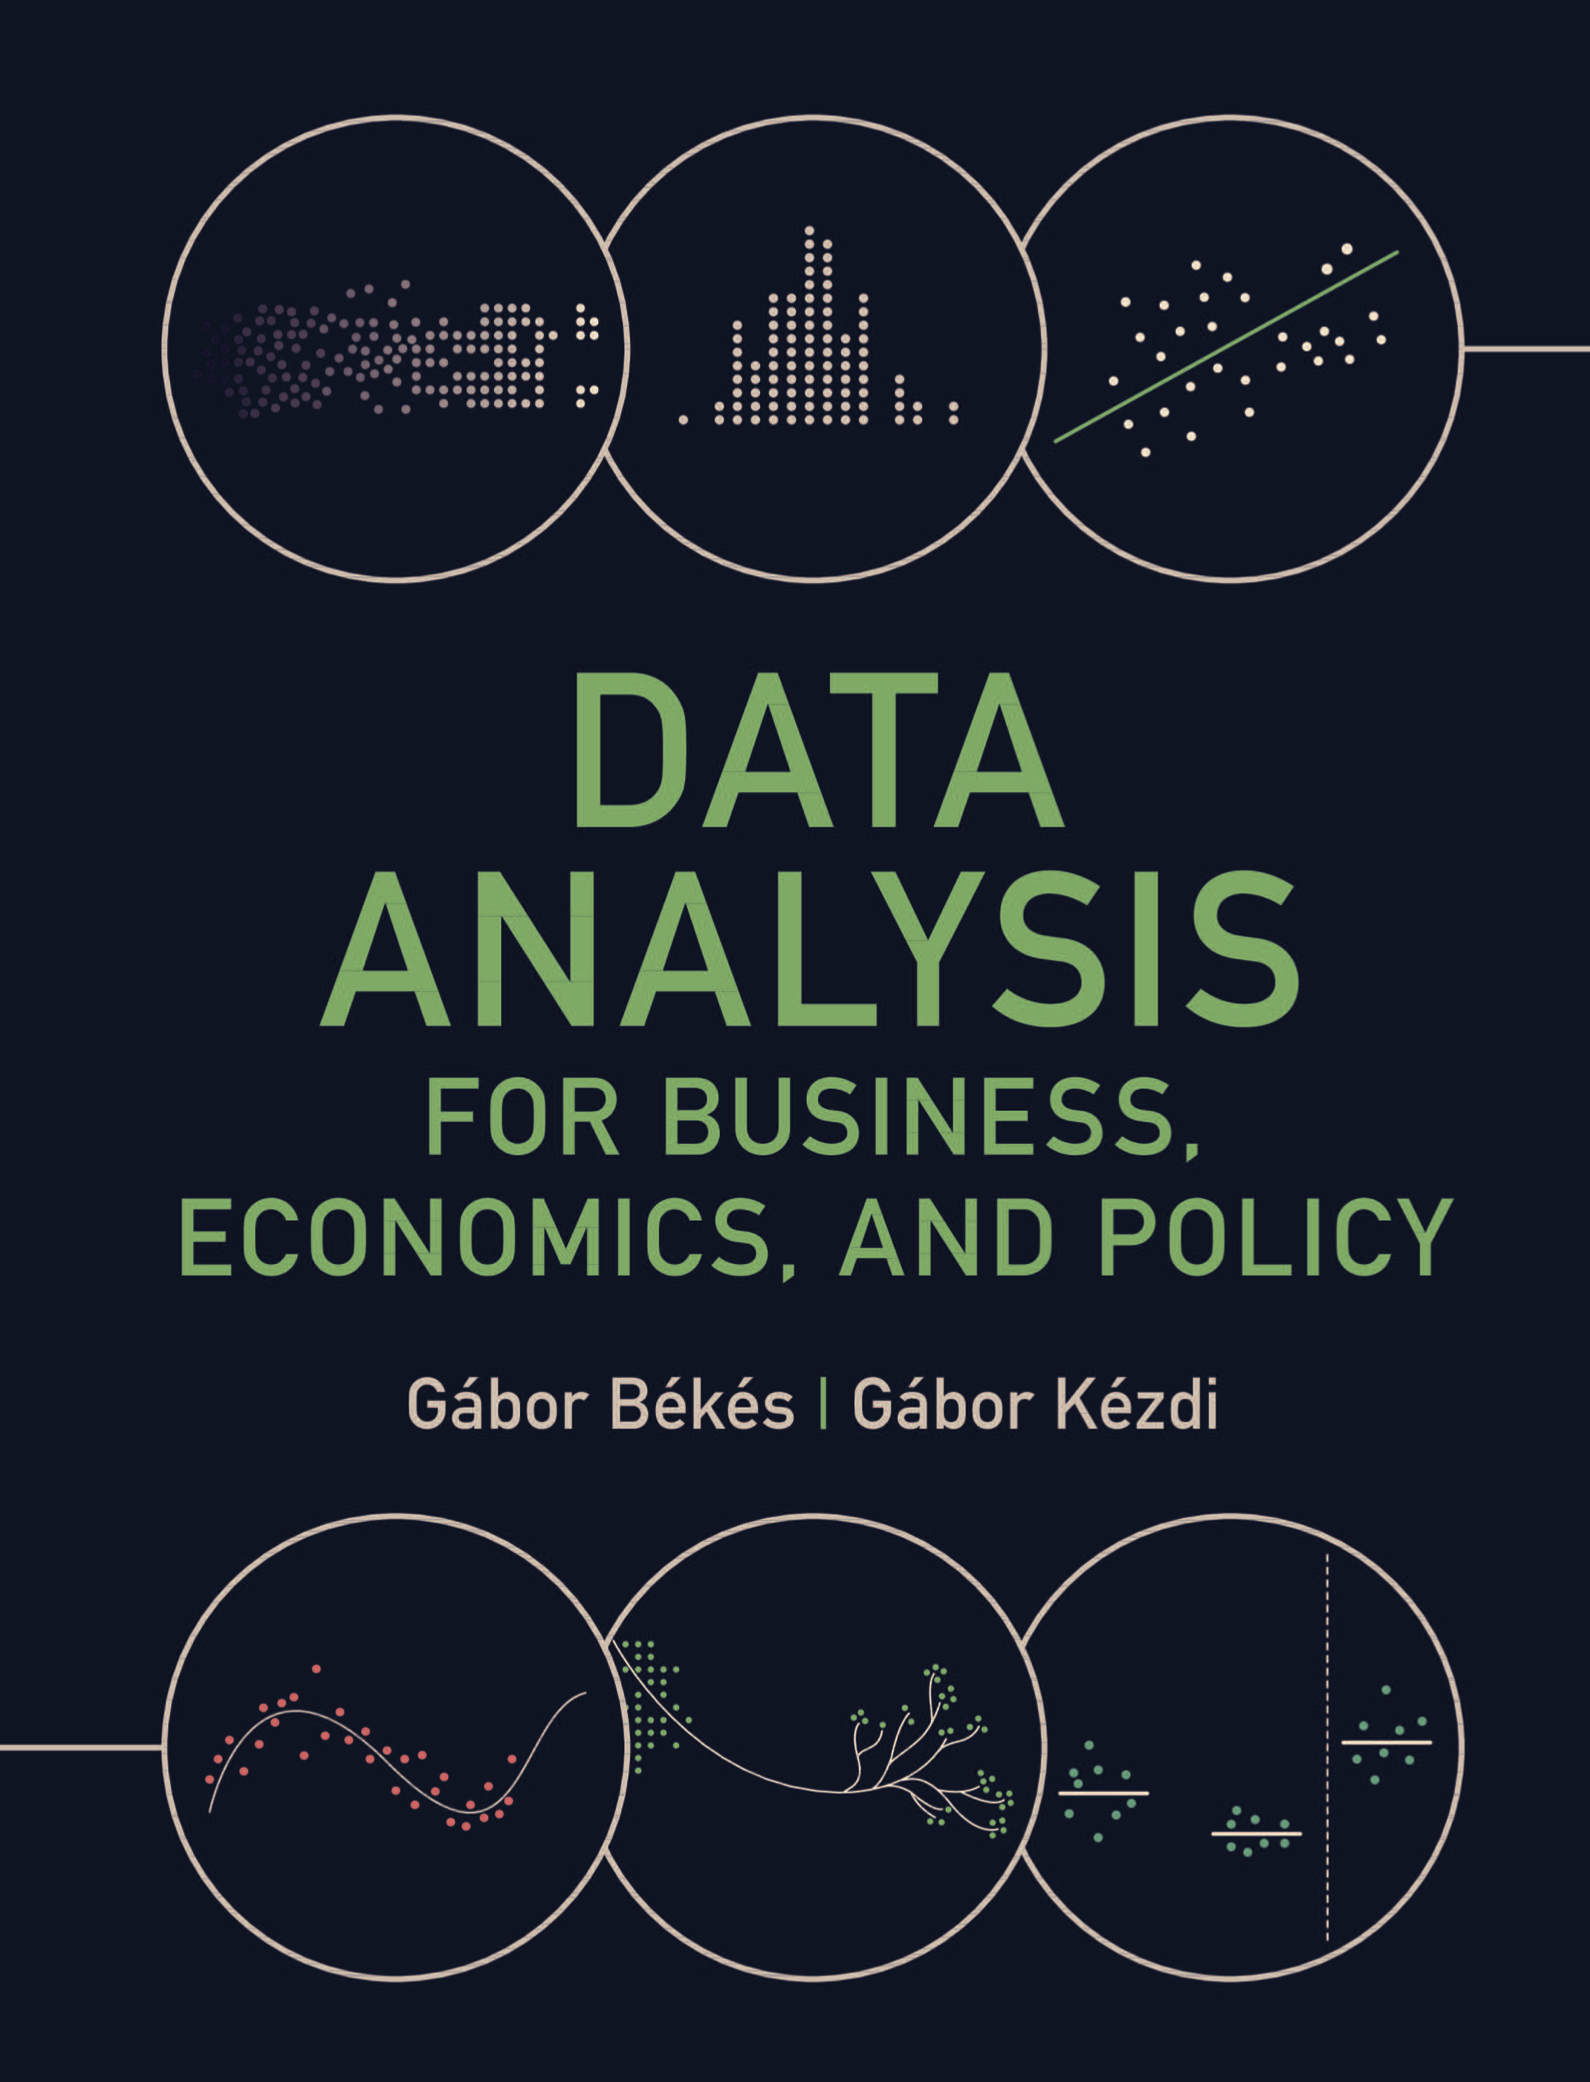 DATA
ANALYSIS
FOR BUSINESS,
ECONOMICS, AND POLICY
Gábor Békés | Gábor Kézdi